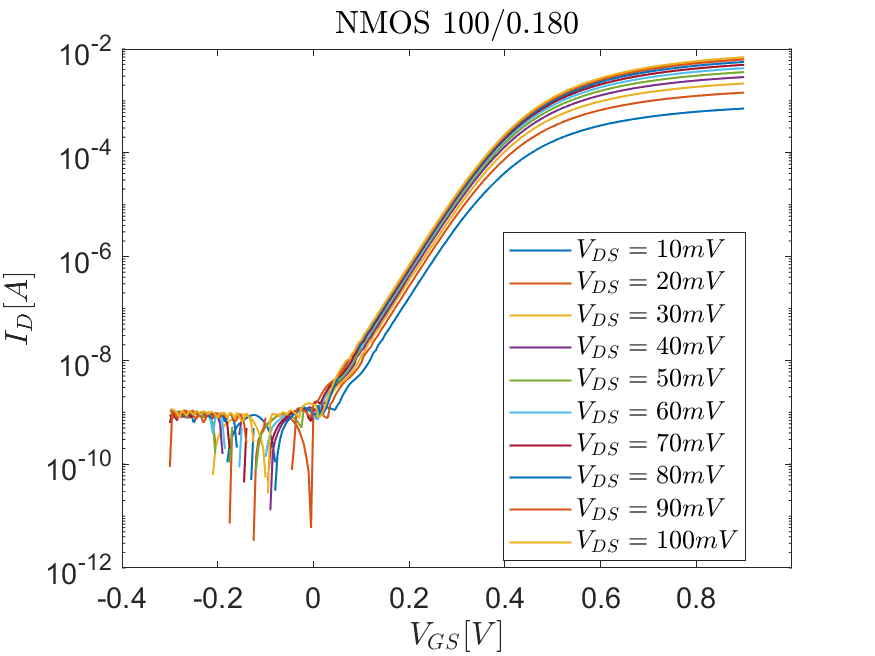 NMOS 100/0.180
10^-2
10^-4
10^-6
10^-8
10^-10
10^-12
I_D[A]
V_DS = 10mV
V_DS = 20mV
V_DS = 30mV
V_DS = 40mV
V_DS = 50mV
V_DS = 60mV
V_DS = 70mV
V_DS = 80mV
V_DS = 90mV
V_DS = 100mV
-0.4 -0.2 0 0.2 0.4 0.6 0.8
V_GS[V]